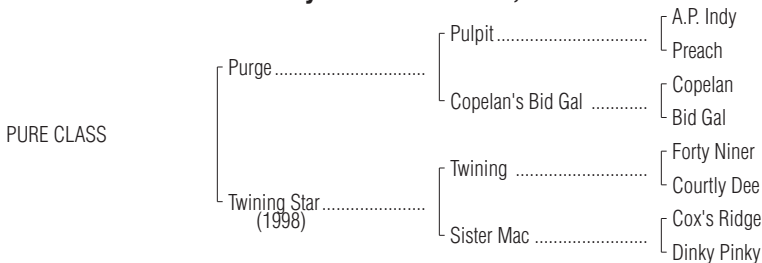 A.P. Indy
Pulpit
Preach
Purge
Copelan
Copelan's Bid Gal
Bid Gal
PURE CLASS
Forty Niner
Twining
Courtly Dee
Twining Star
(1998)
Cox's Ridge
Sister Mac
Dinky Pinky